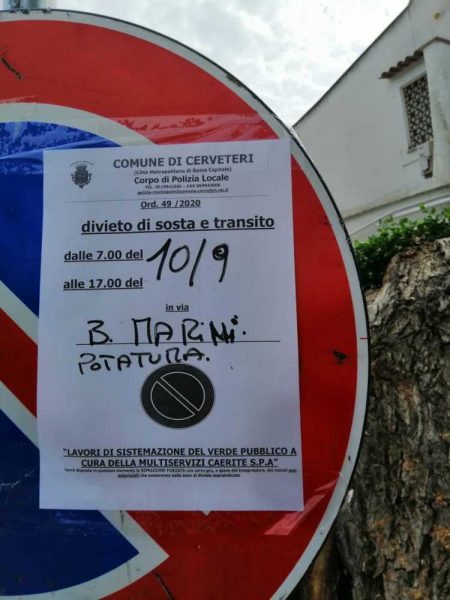 COMUNE DI CERVETERI
(Città Metropolitana di Roma Capitale)
Corpo di Polizia Locale
Ord. 49 /2020
divieto di sosta e transito
dalle 7.00 del 10/9
alle 17.00 del
in via
B. MARINI.
POTATURA.
"LAVORI DI SISTEMAZIONE DEL VERDE PUBBLICO A
CURA DELLA MULTISERVIZI CAERITE S.P.A"